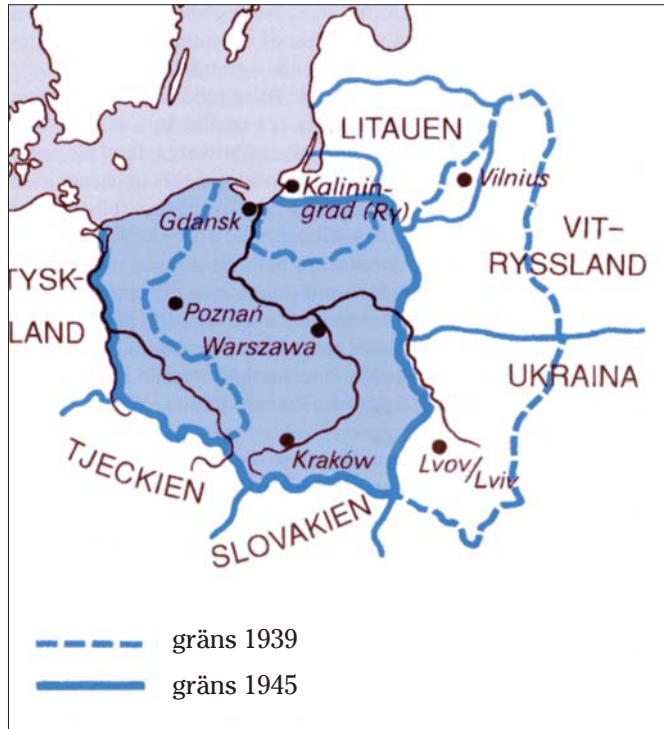 LITAUEN
Kalinin-
grad (Ry)
Vilnius
Gdansk
VIT-
RYSSLAND
TYSK-
LAND
Poznań
Warszawa
UKRAINA
TJECKIEN
Kraków
Lvov/Lviv
SLOVAKIEN
gräns 1939
gräns 1945